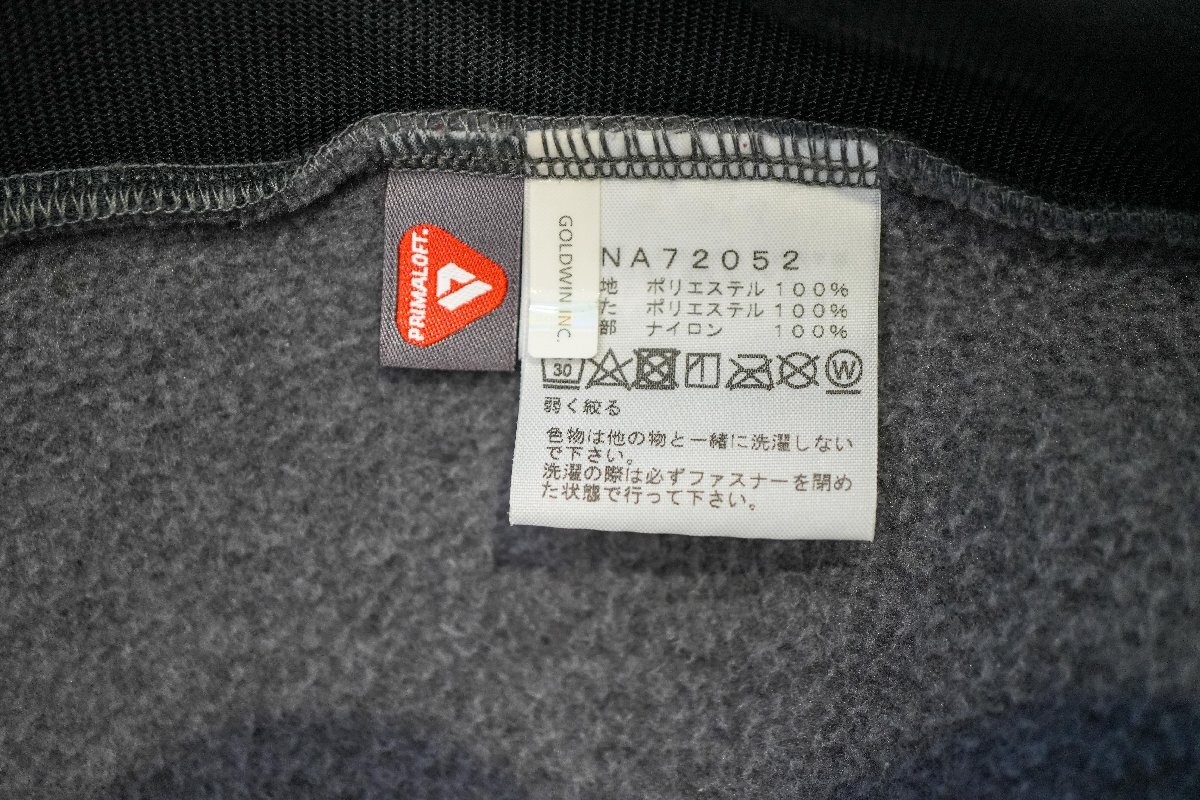 PRIMALOFT.
GOLDWIN INC.
NA72052
地 ポリエステル 100%
た ポリエステル 100%
部 ナイロン 100%
30
W
弱く絞る
色物は他の物と一緒に洗濯しない
で下さい。
洗濯の際は必ずファスナーを閉め
た状態で行って下さい。